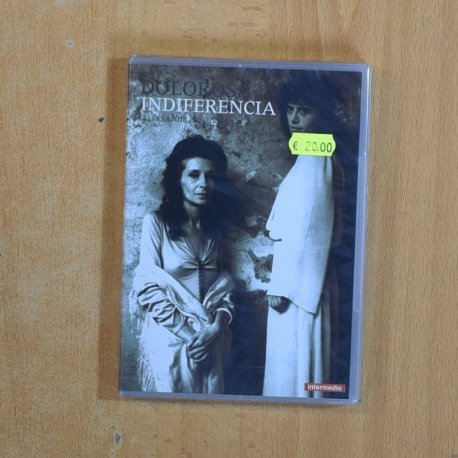 DOLOROSA
INDIFERENCIA
€ 20.00
intermedio